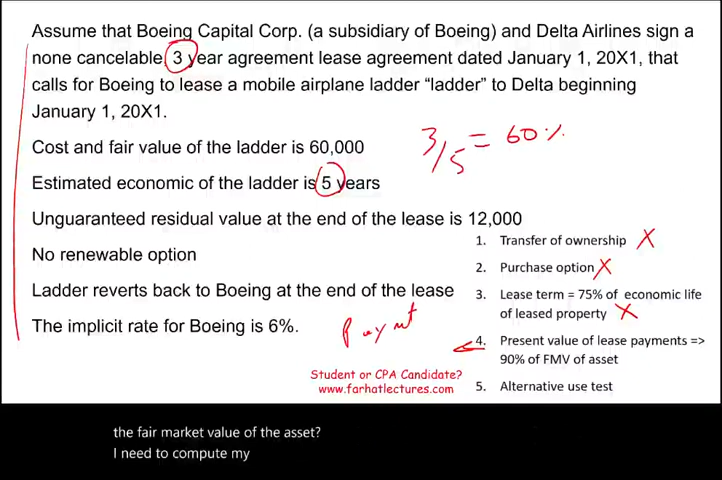 Assume that Boeing Capital Corp. (a subsidiary of Boeing) and Delta Airlines sign a
none cancelable 3 year agreement lease agreement dated January 1, 20X1, that
calls for Boeing to lease a mobile airplane ladder “ladder” to Delta beginning
January 1, 20X1.
Cost and fair value of the ladder is 60,000
3/5 = 60%
Estimated economic of the ladder is 5 years
Unguaranteed residual value at the end of the lease is 12,000
No renewable option
Ladder reverts back to Boeing at the end of the lease
The implicit rate for Boeing is 6%.
Paymt
1. Transfer of ownership X
2. Purchase option X
3. Lease term = 75% of economic life
of leased property X
4. Present value of lease payments =>
90% of FMV of asset
5. Alternative use test
Student or CPA Candidate?
www.farhatlectures.com
the fair market value of the asset?
I need to compute my